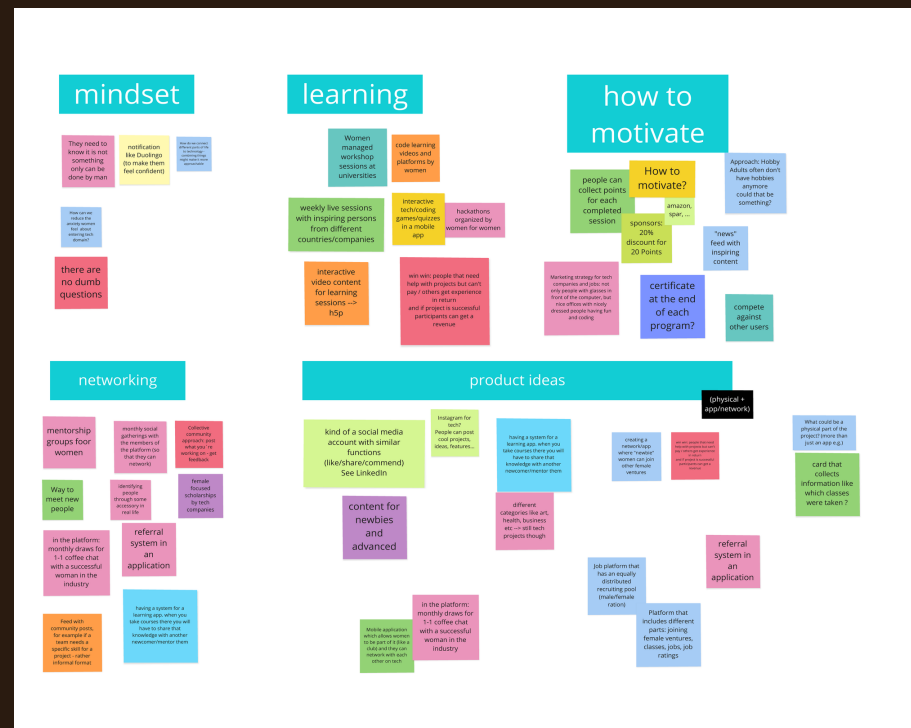 mindset
They need to
know it is not
something
only can be
done by man
notification
like Duolingo
(to make them
feel confident)
How can we
reduce the
anxiety women
feel about
entering tech
domain?
there are
no dumb
questions
learning
Women
managed
workshop
sessions at
universities
code learning
videos and
platforms by
women
weekly live sessions
with inspiring persons
from different
countries/companies
interactive
tech/coding
games/quizzes
in a mobile
app
hackathons
organized by
women for women
interactive
video content
for learning
sessions -->
h5p
win win: people that need
help with projects but can't
pay / others get experience
in return
and if project is successful
participants can get a
revenue
how to
motivate
people can
collect points
for each
completed
session
How to
motivate?
amazon,
spar, ...
sponsors:
20%
discount for
20 Points
Approach: Hobby
Adults often don't
have hobbies
anymore
could that be
something?
"news"
feed with
inspiring
content
Marketing strategy for tech
companies and jobs: not
only people with glasses in
front of the computer, but
nice offices with nicely
dressed people having fun
and coding
certificate
at the end
of each
program?
compete
against
other users
networking
mentorship
groups foor
women
monthly social
gatherings with
the members of
the platform (so
that they can
network)
Collective
community
approach: post
what you´re
working on - get
feedback
Way to
meet new
people
identifying
people
through some
accessory in
real life
female
focused
scholarships
by tech
companies
in the platform:
monthly draws for
1-1 coffee chat
with a successful
woman in the
industry
referral
system in
an
application
Feed with
community posts,
for example if a
team needs a
specific skill for a
project - rather
informal format
having a system for a
learning app, when you
take courses there you will
have to share that
knowledge with another
newcomer/mentor them
product ideas
(physical +
app/network)
kind of a social media
account with similar
functions
(like/share/commend)
See LinkedIn
Instagram for
tech?
People can post
cool projects,
ideas, features...
having a system for a
learning app, when you
take courses there you will
have to share that
knowledge with another
newcomer/mentor them
creating a
network/app
where "newbie"
women can join
other female
ventures
What could be a
physical part of the
project? (more than
just an app e.g.)
card that
collects
information like
which classes
were taken ?
content for
newbies
and
advanced
different
categories like art,
health, business
etc --> still tech
projects though
referral
system in
an
application
Job platform that
has an equally
distributed
recruiting pool
(male/female
ration)
Platform that
includes different
parts: joining
female ventures,
classes, jobs, job
ratings
Mobile application
which allows women
to be part of it (like a
club) and they can
network with each
other on tech
in the platform:
monthly draws for
1-1 coffee chat
with a successful
woman in the
industry